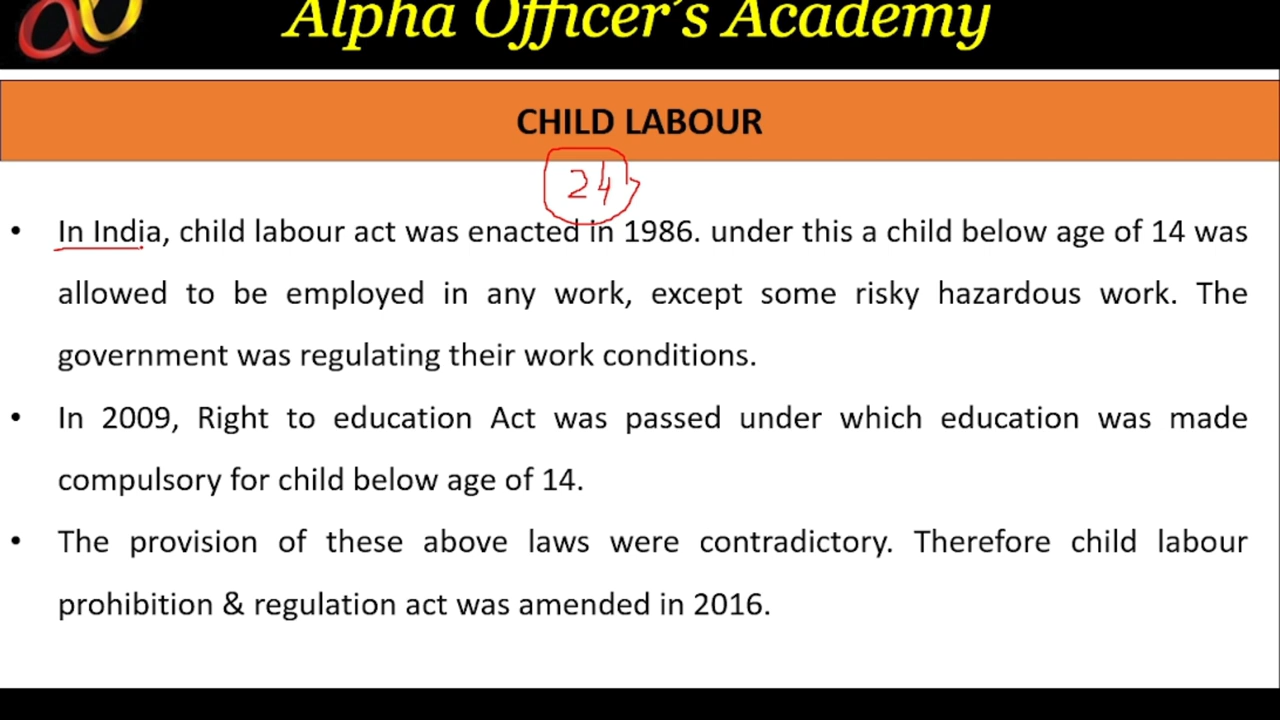 Alpha Officer's Academy
CHILD LABOUR
24
• In India, child labour act was enacted in 1986. under this a child below age of 14 was
allowed to be employed in any work, except some risky hazardous work. The
government was regulating their work conditions.
• In 2009, Right to education Act was passed under which education was made
compulsory for child below age of 14.
• The provision of these above laws were contradictory. Therefore child labour
prohibition & regulation act was amended in 2016.